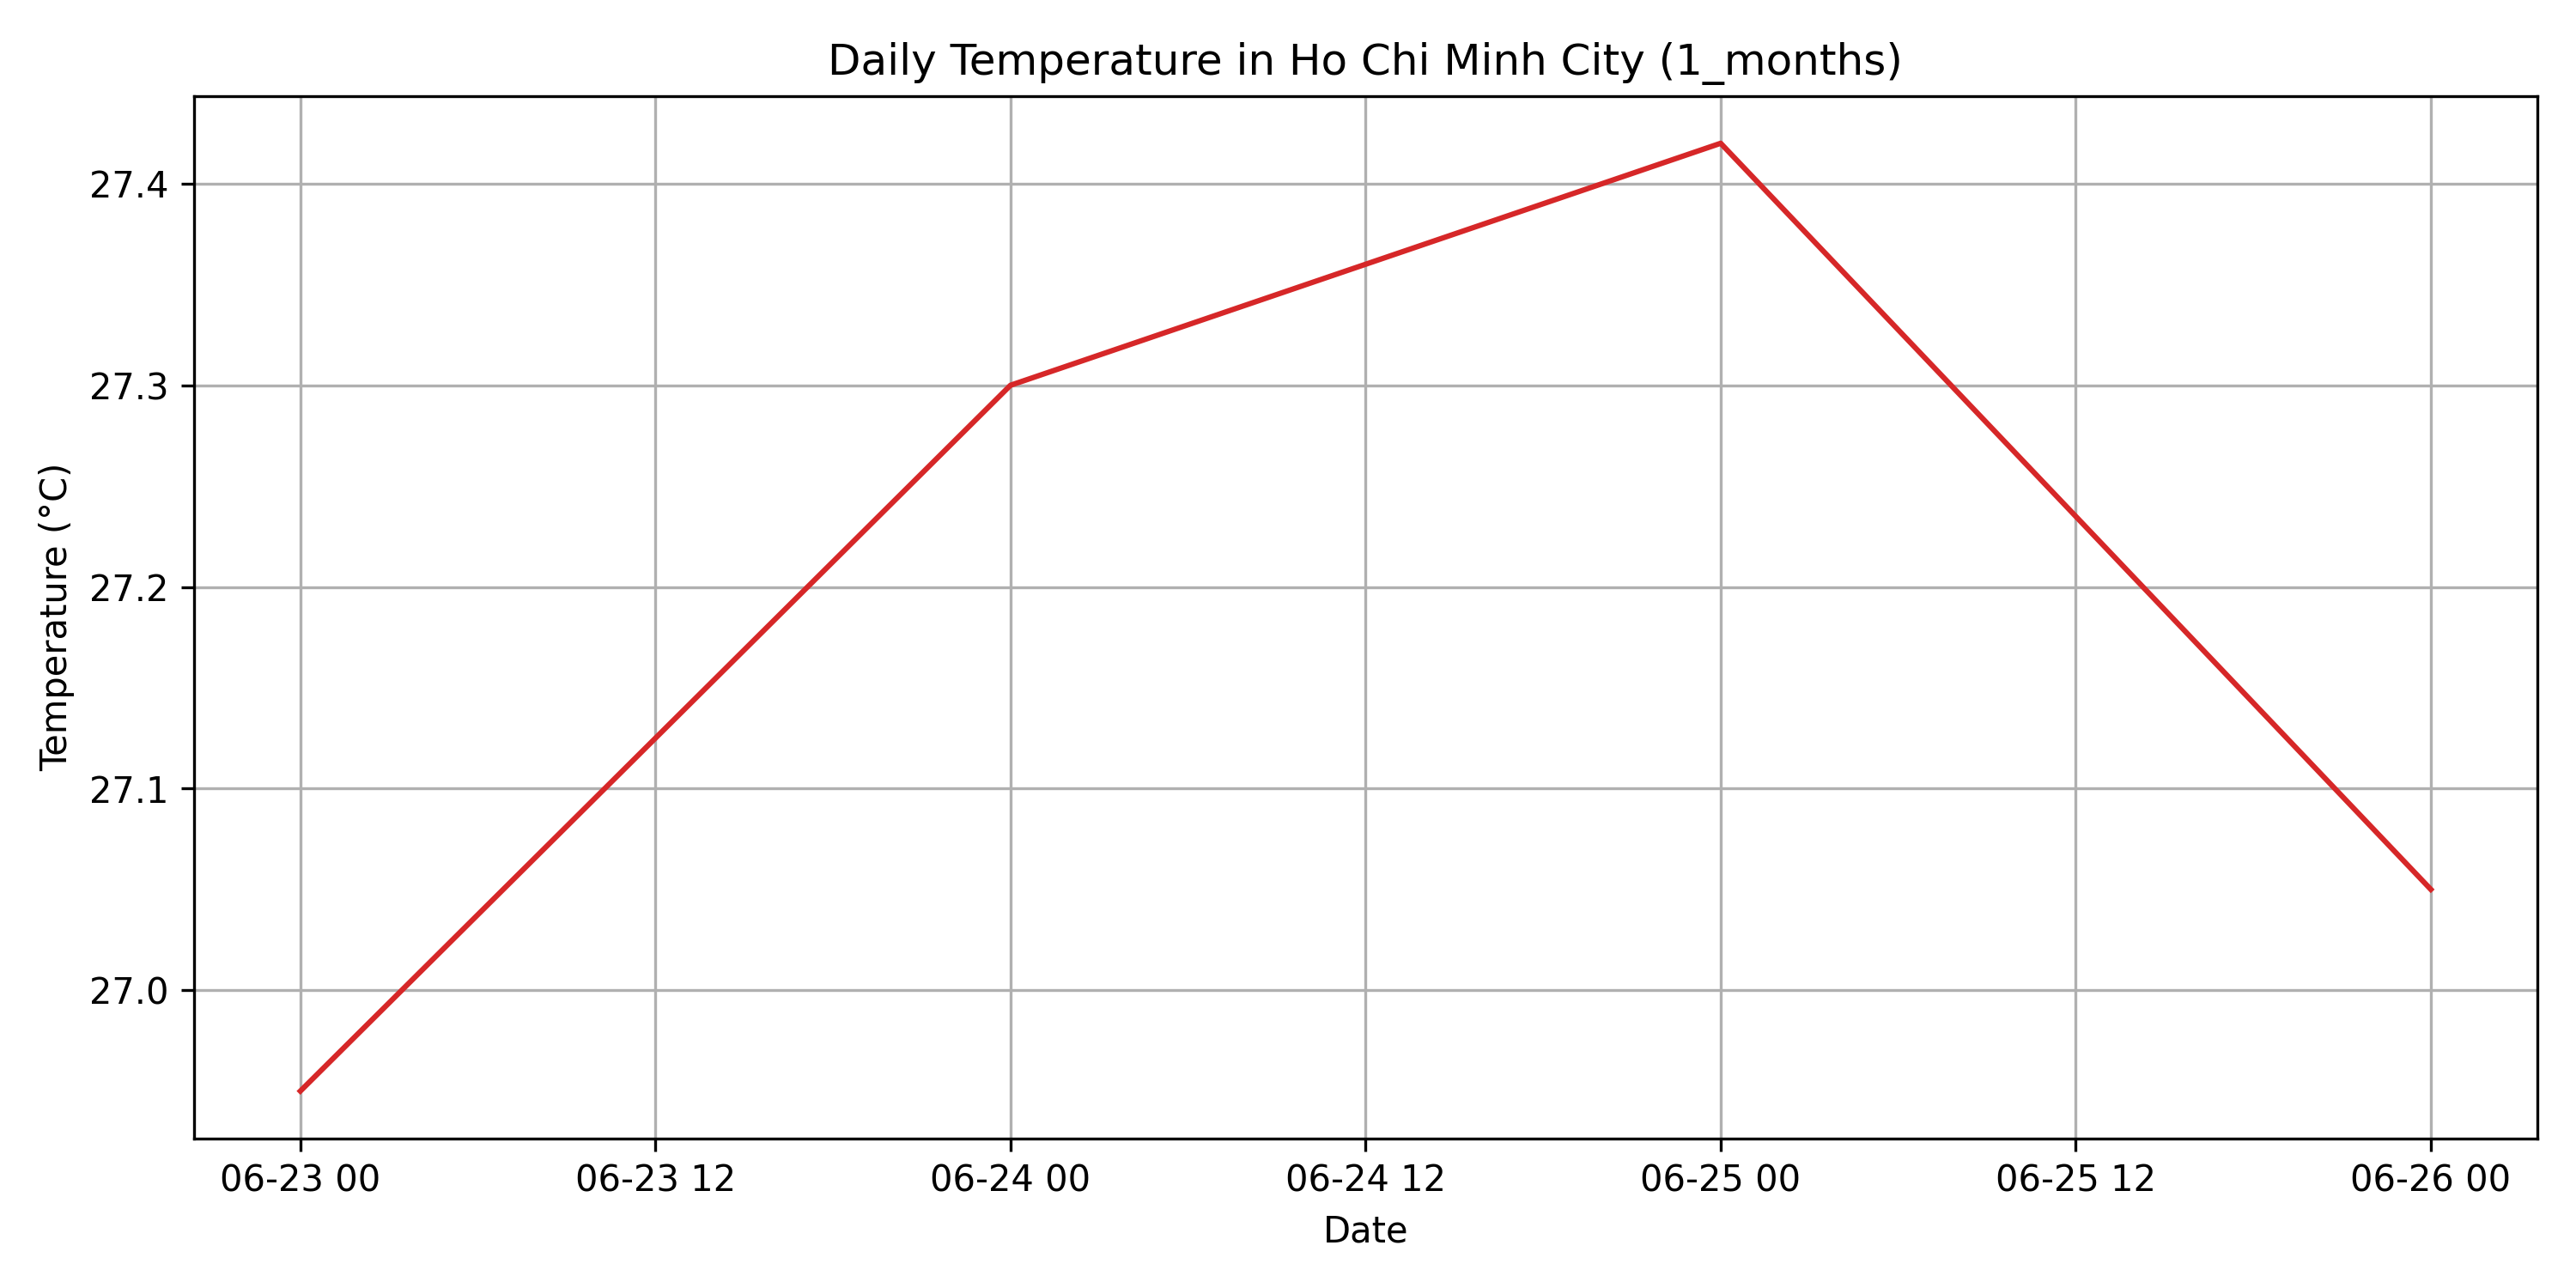 Daily Temperature in Ho Chi Minh City (1_months)
Temperature (°C)
27.4
27.3
27.2
27.1
27.0
06-23 00 06-23 12 06-24 00 06-24 12 06-25 00 06-25 12 06-26 00
Date